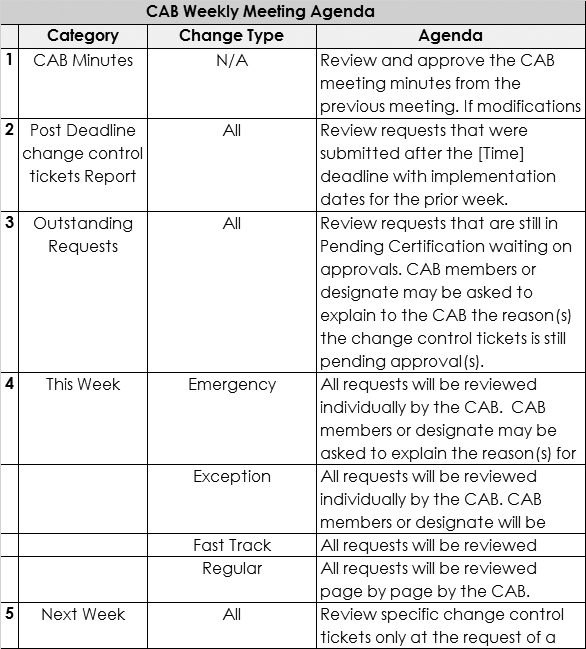 CAB Weekly Meeting Agenda
Category Change Type Agenda
1 CAB Minutes N/A Review and approve the CAB
meeting minutes from the
previous meeting. If modifications
2 Post Deadline All Review requests that were
change control submitted after the [Time]
tickets Report deadline with implementation
dates for the prior week.
3 Outstanding All Review requests that are still in
Requests Pending Certification waiting on
approvals. CAB members or
designate may be asked to
explain to the CAB the reason(s)
the change control tickets is still
pending approval(s).
4 This Week Emergency All requests will be reviewed
individually by the CAB. CAB
members or designate may be
asked to explain the reason(s) for
Exception All requests will be reviewed
individually by the CAB. CAB
members or designate will be
Fast Track All requests will be reviewed
Regular All requests will be reviewed
page by page by the CAB.
5 Next Week All Review specific change control
tickets only at the request of a